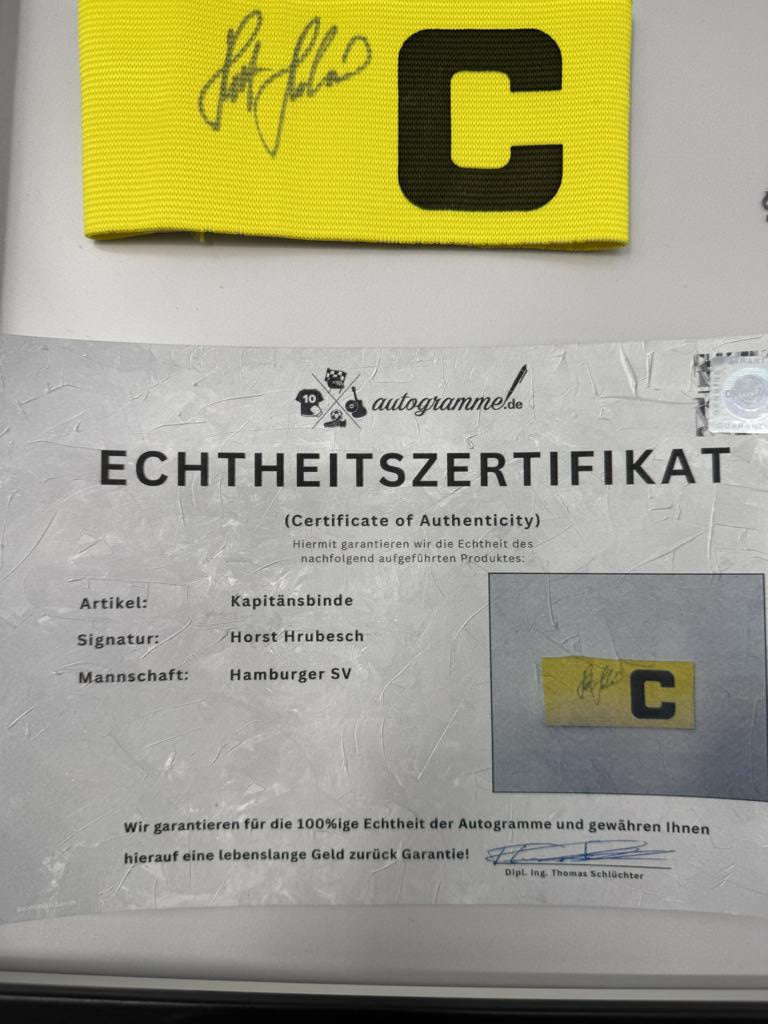 C
10
autogramme.de
ECHTHEITSZERTIFIKAT
(Certificate of Authenticity)
Hiermit garantieren wir die Echtheit des
nachfolgend aufgeführten Produktes:
Artikel: Kapitänsbinde
Signatur: Horst Hrubesch
Mannschaft: Hamburger SV
C
Wir garantieren für die 100%ige Echtheit der Autogramme und gewähren Ihnen
hierauf eine lebenslange Geld zurück Garantie!
Dipl. Ing. Thomas Schlüchter